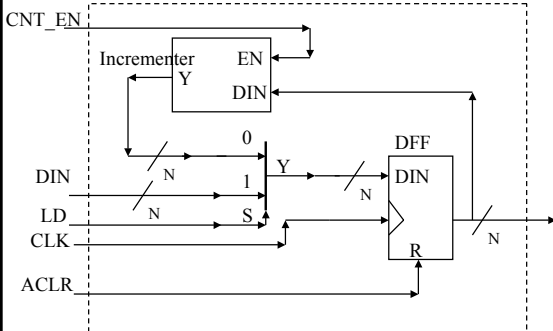 CNT_EN
Incrementer
EN
Y
DIN
0
DFF
N
Y
DIN
DIN
1
N
N
LD
S
N
CLK
R
ACLR